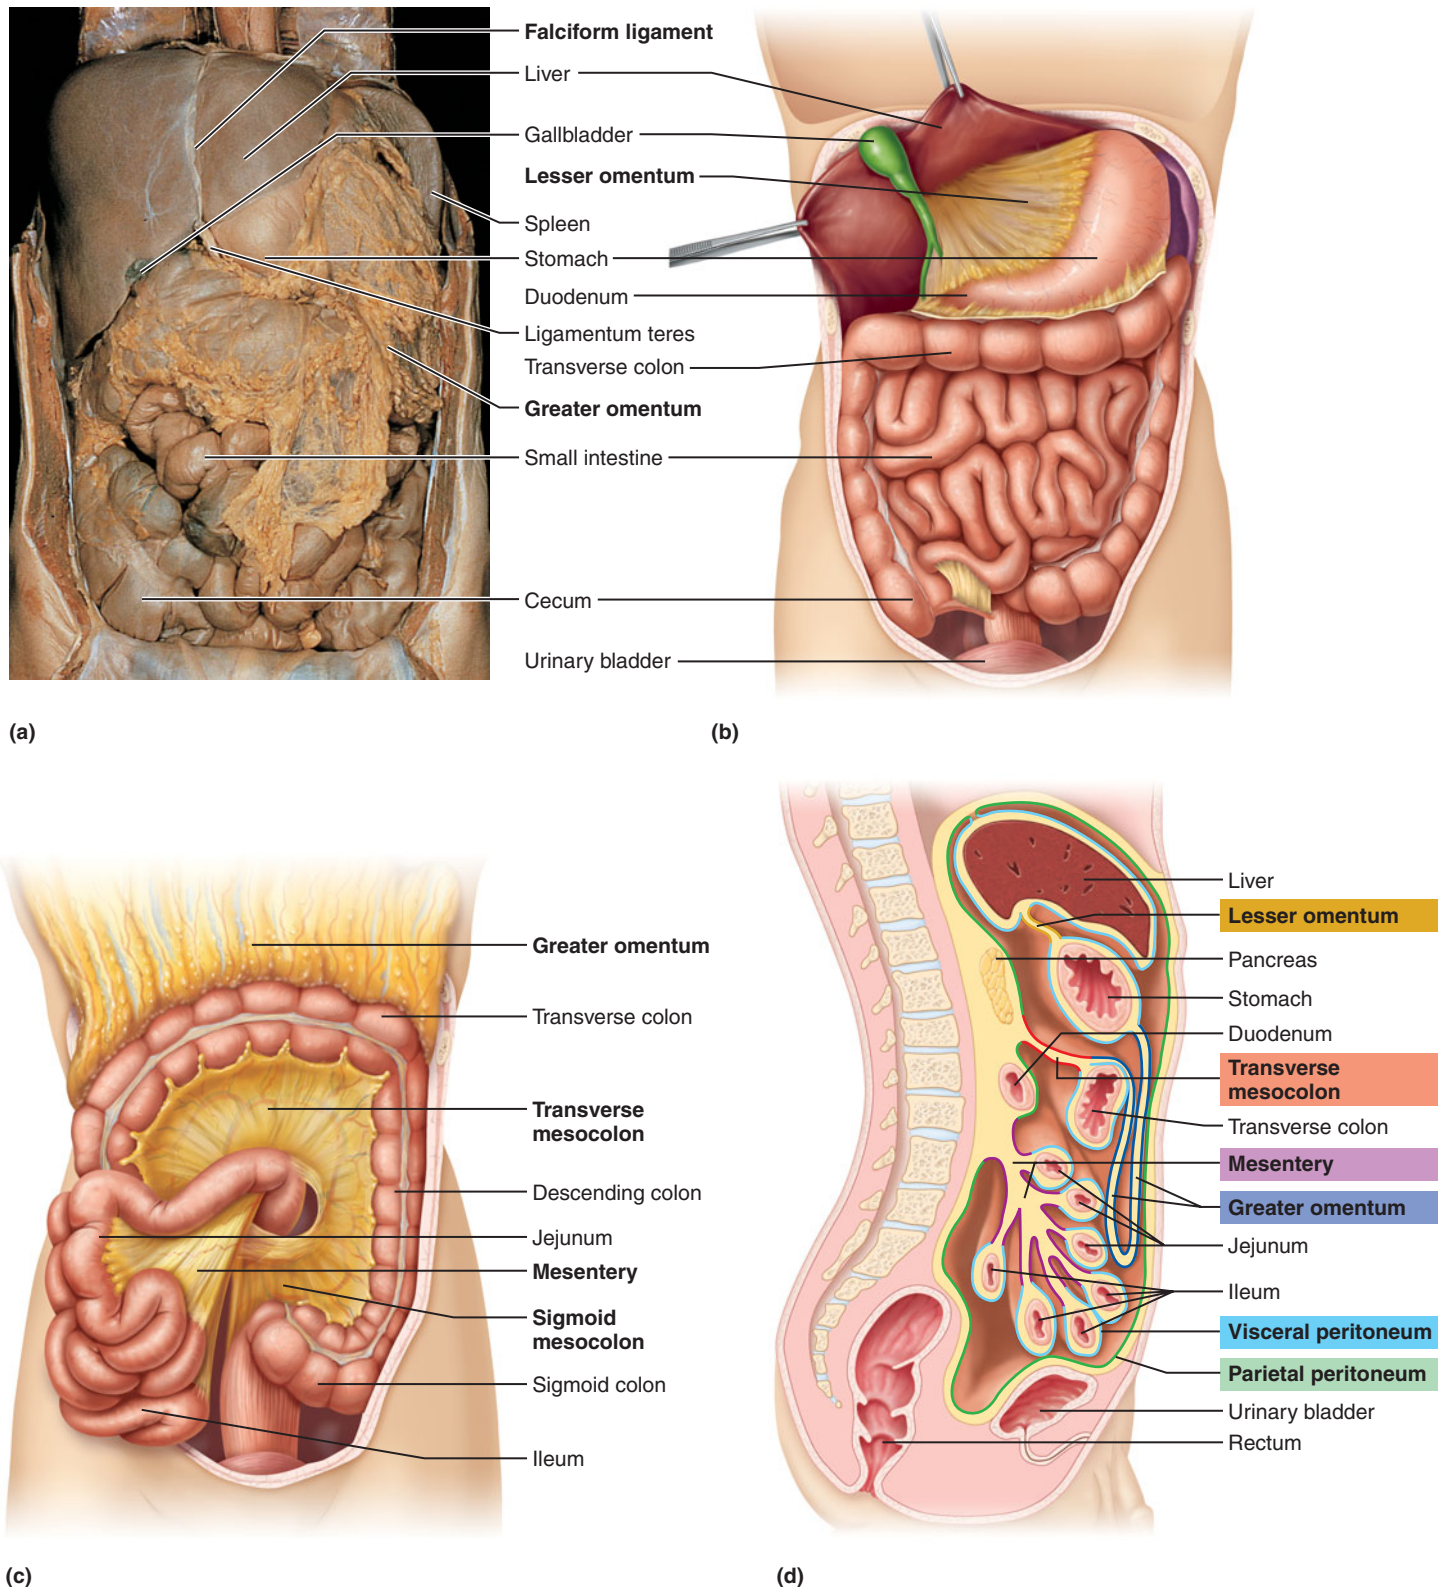 Falciform ligament
Liver
Gallbladder
Lesser omentum
Spleen
Stomach
Duodenum
Ligamentum teres
Transverse colon
Greater omentum
Small intestine
Cecum
Urinary bladder
(a)
(b)
Greater omentum
Transverse colon
Transverse
mesocolon
Descending colon
Jejunum
Mesentery
Sigmoid
mesocolon
Sigmoid colon
Ileum
(c)
Liver
Lesser omentum
Pancreas
Stomach
Duodenum
Transverse
mesocolon
Transverse colon
Mesentery
Greater omentum
Jejunum
Ileum
Visceral peritoneum
Parietal peritoneum
Urinary bladder
Rectum
(d)